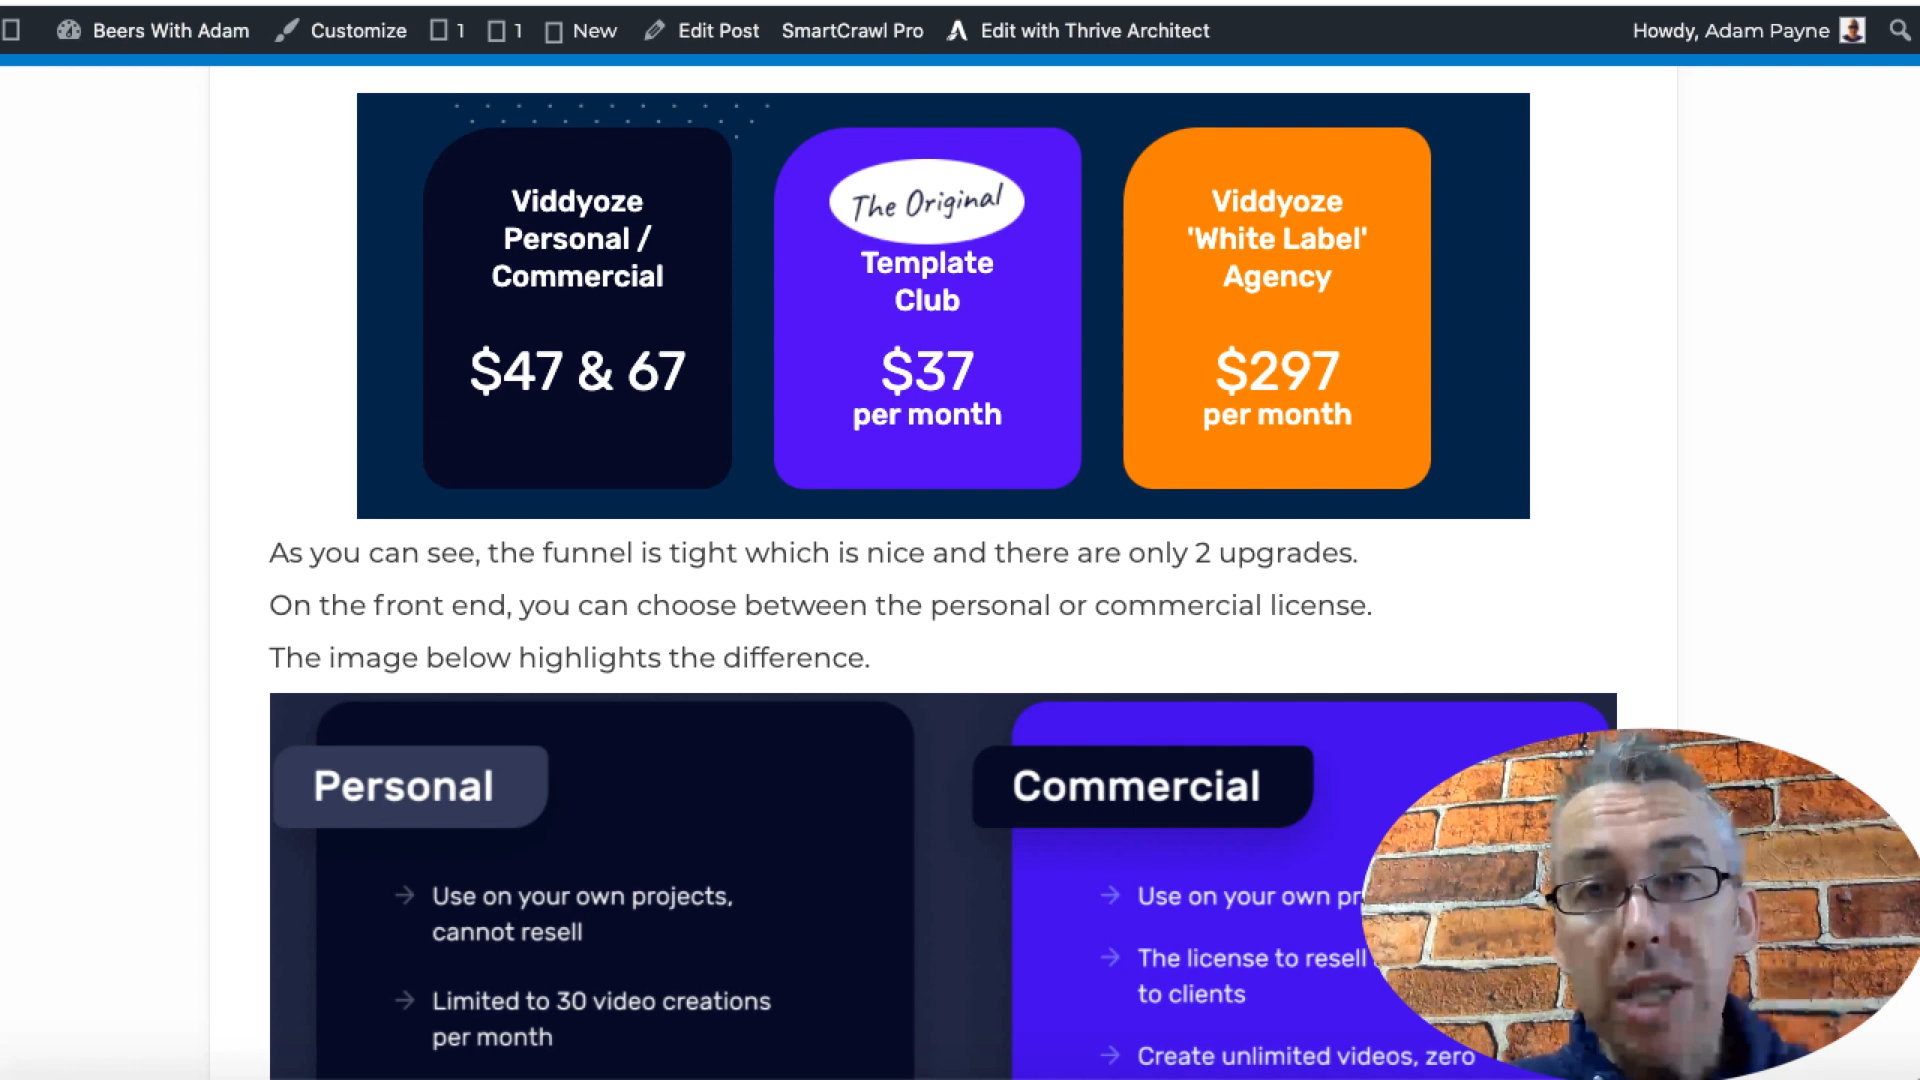 Beers With Adam Customize 1 1 New Edit Post SmartCrawl Pro Edit with Thrive Architect Howdy, Adam Payne
Viddyoze
Personal /
Commercial
$47 & 67
The Original
Template
Club
$37
per month
Viddyoze
'White Label'
Agency
$297
per month
As you can see, the funnel is tight which is nice and there are only 2 upgrades.
On the front end, you can choose between the personal or commercial license.
The image below highlights the difference.
Personal
Use on your own projects,
cannot resell
Limited to 30 video creations
per month
Commercial
Use on your own
The license to resell
to clients
Create unlimited videos, zero